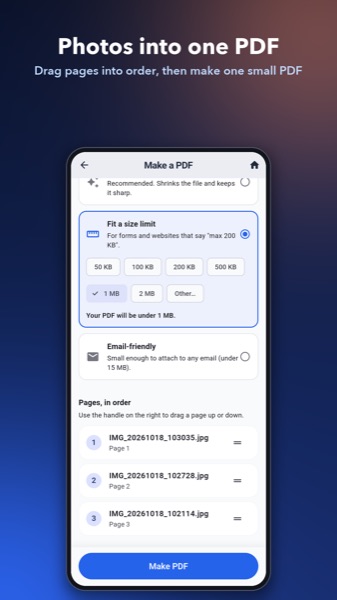 Photos into one PDF
Drag pages into order, then make one small PDF
Make a PDF
Recommended. Shrinks the file and keeps
it sharp.
Fit a size limit
For forms and websites that say "max 200
KB".
50 KB
100 KB
200 KB
500 KB
1 MB
2 MB
Other...
Your PDF will be under 1 MB.
Email-friendly
Small enough to attach to any email (under
15 MB).
Pages, in order
Use the handle on the right to drag a page up or down.
1
IMG_20261018_103035.jpg
Page 1
2
IMG_20261018_102728.jpg
Page 2
3
IMG_20261018_102114.jpg
Page 3
Make PDF